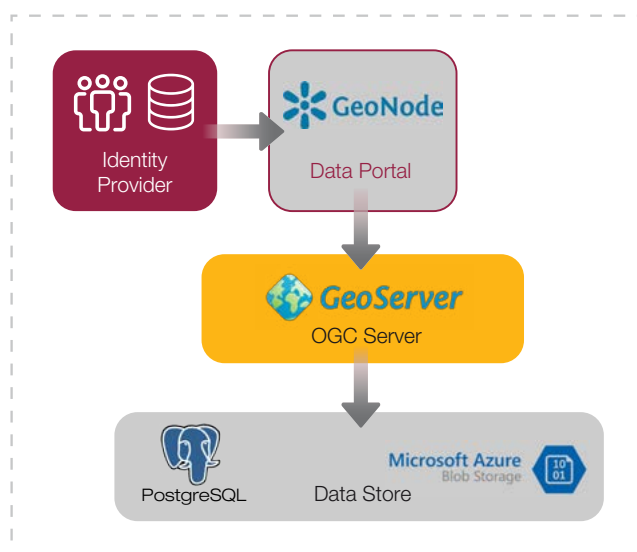 GeoNode
Identity
Provider
Data Portal
GeoServer
OGC Server
Microsoft Azure
Blob Storage
10
01
PostgreSQL
Data Store